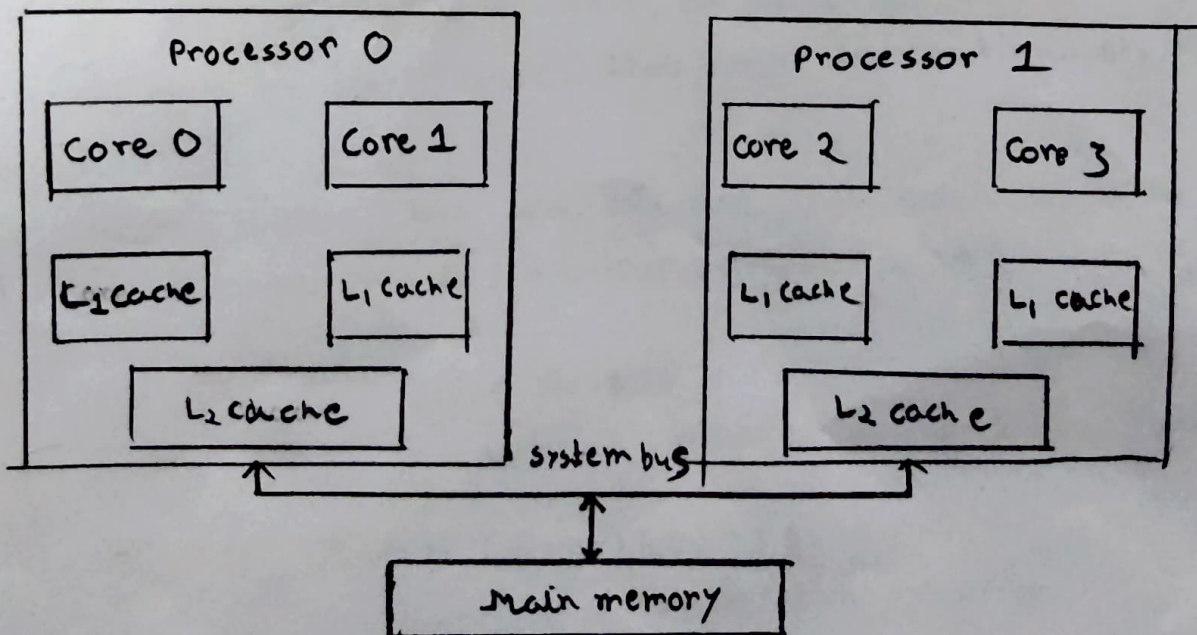 Processor 0
Processor 1
Core 0
Core 1
Core 2
Core 3
L1 cache
L1 cache
L1 cache
L1 cache
L2 cache
L2 cache
system bus
Main memory